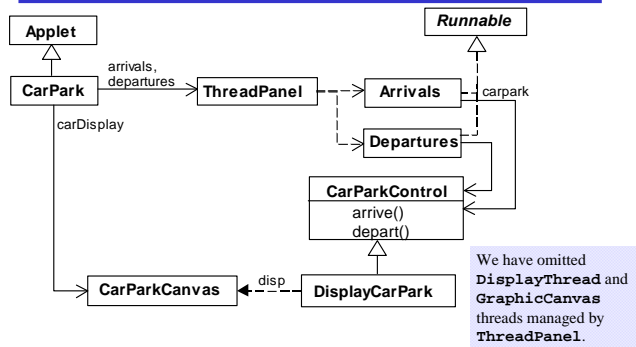 Runnable
Applet
arrivals,
departures
CarPark
ThreadPanel
Arrivals
carpark
carDisplay
Departures
CarParkControl
arrive()
depart()
disp
CarParkCanvas
DisplayCarPark
We have omitted
DisplayThread and
GraphicCanvas
threads managed by
ThreadPanel.